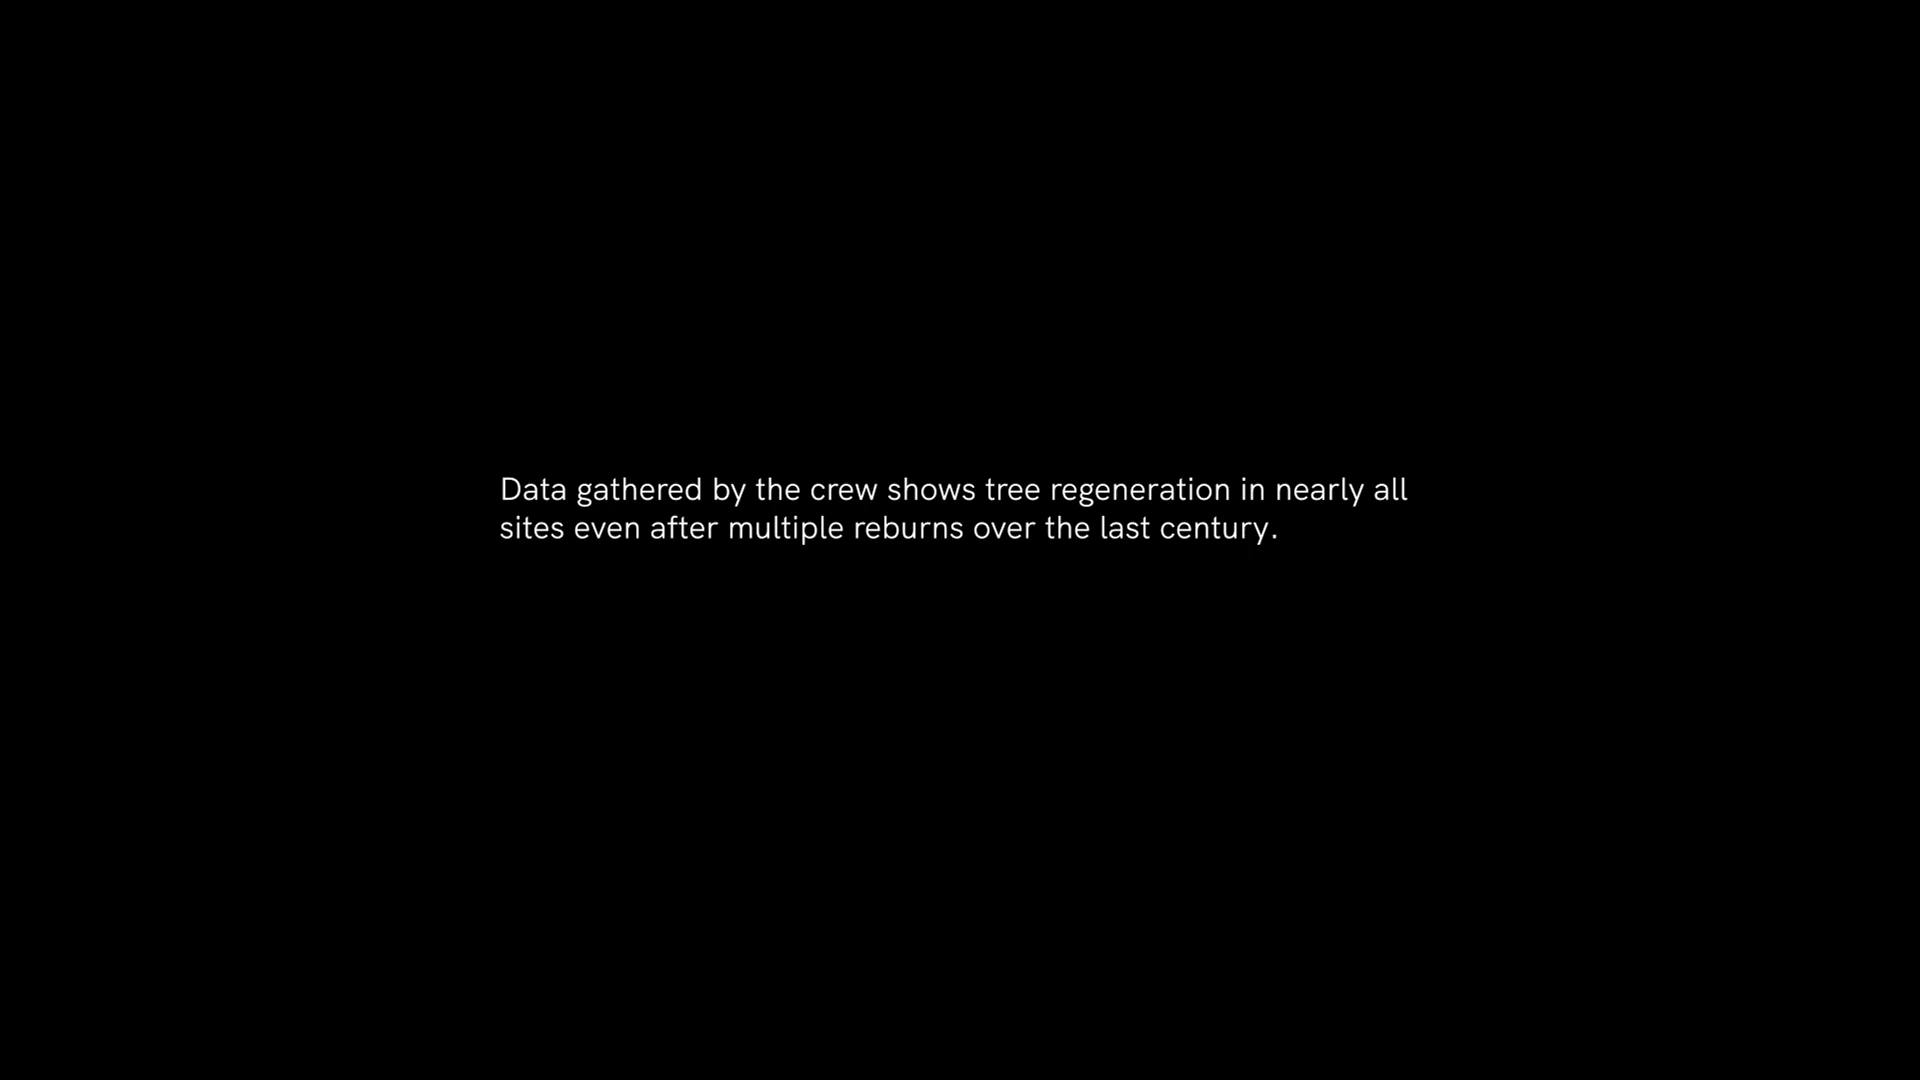 Data gathered by the crew shows tree regeneration in nearly all
sites even after multiple reburns over the last century.